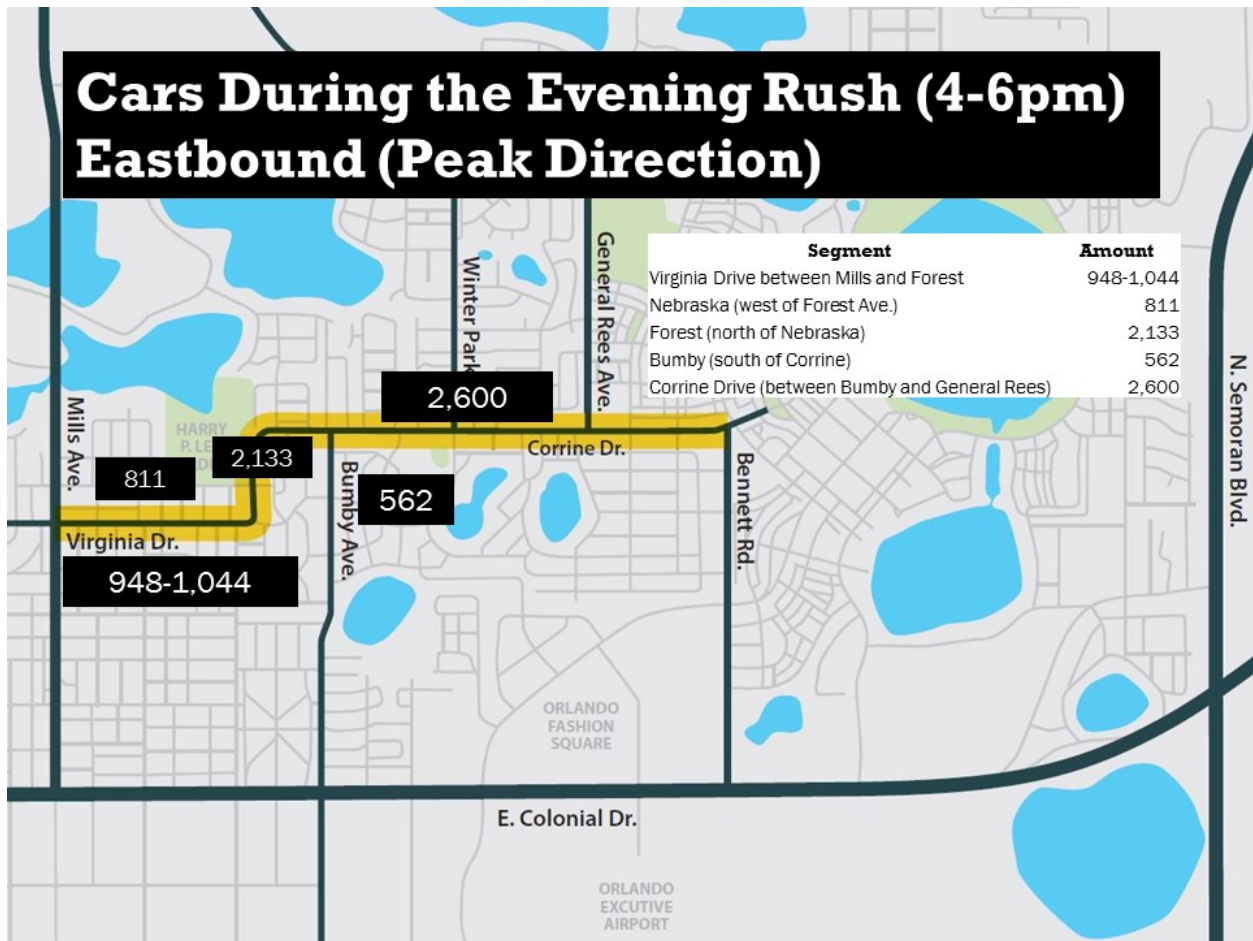 Cars During the Evening Rush (4-6pm)
Eastbound (Peak Direction)
Segment Amount
Virginia Drive between Mills and Forest 948-1,044
Nebraska (west of Forest Ave.) 811
Forest (north of Nebraska) 2,133
Bumby (south of Corrine) 562
Corrine Drive (between Bumby and General Rees) 2,600
Winter Park
General Rees Ave.
N. Semoran Blvd.
2,600
Mills Ave.
HARRY
P. LE
2,133
Corrine Dr.
811
Bumby Ave.
562
Bennett Rd.
Virginia Dr.
948-1,044
ORLANDO
FASHION
SQUARE
E. Colonial Dr.
ORLANDO
EXCUTIVE
AIRPORT